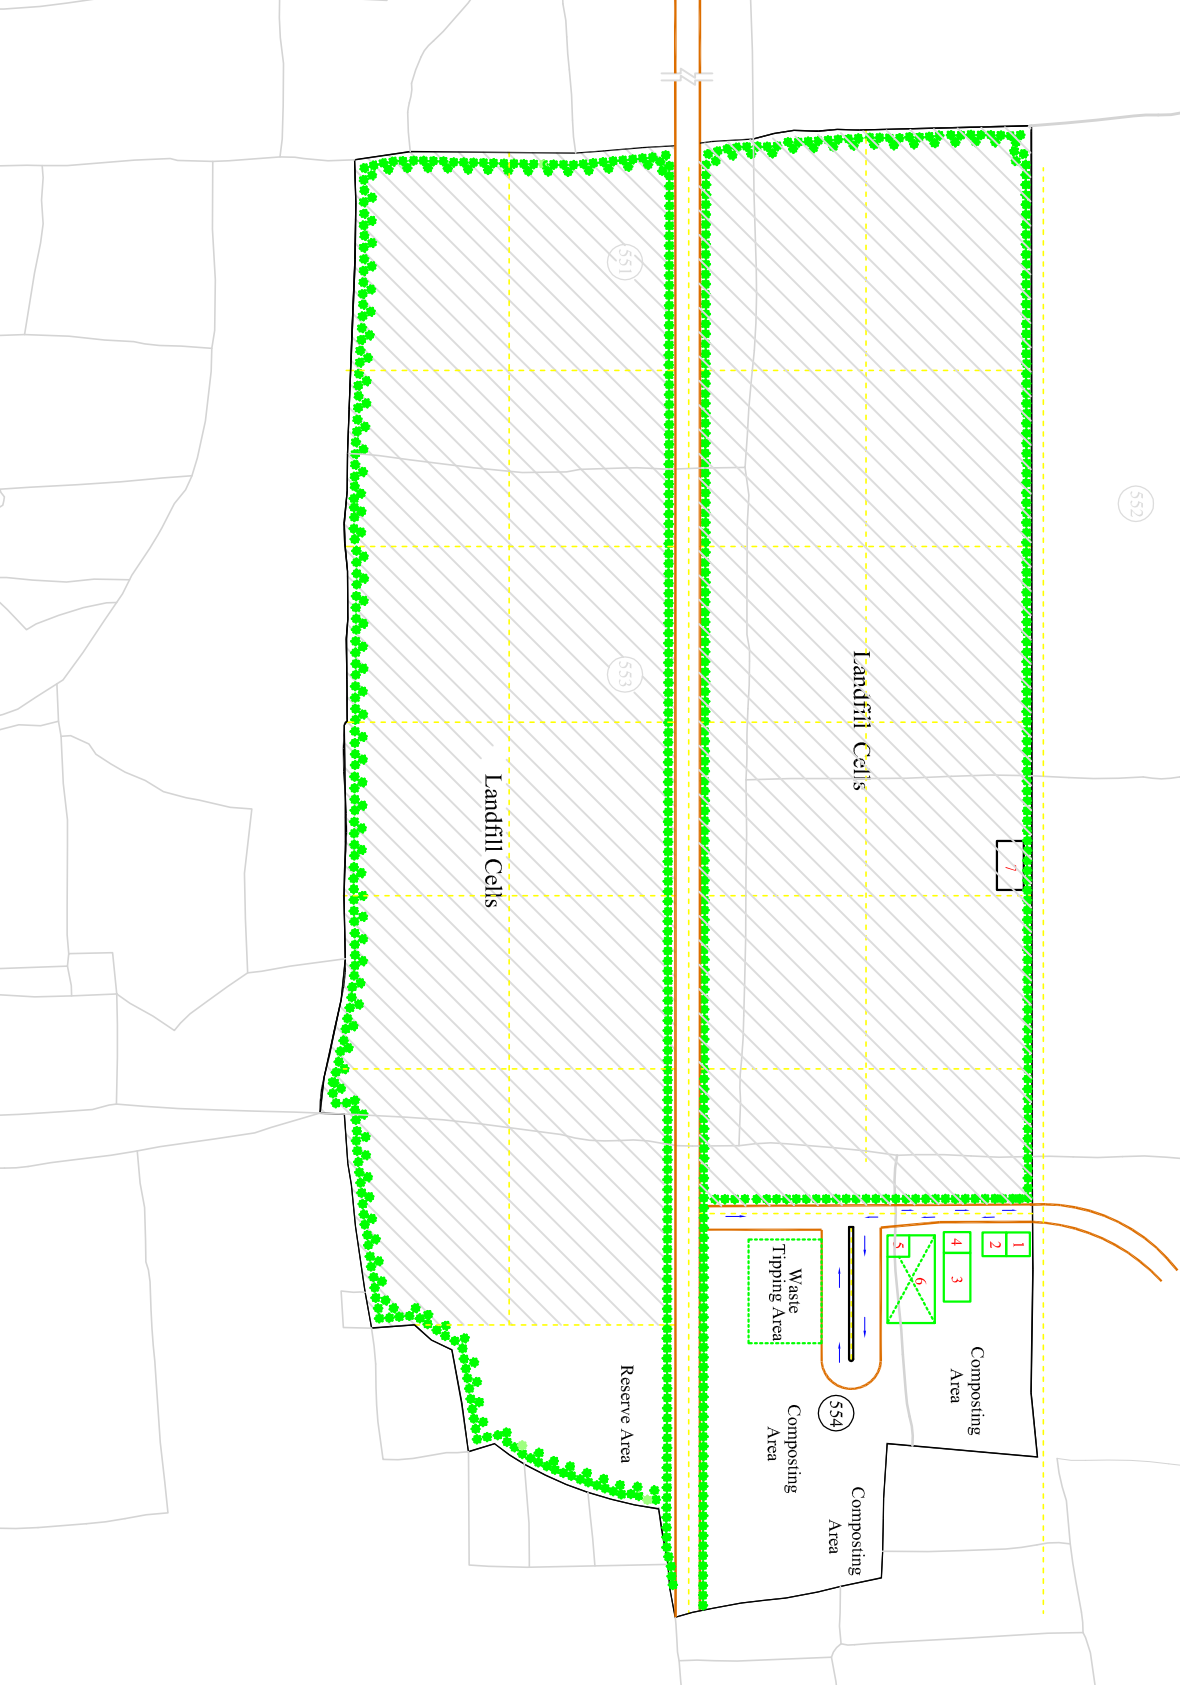 551
552
553
Landfill Cells
Landfill Cells
7
1
2
4
3
5
6
Waste
Tipping Area
Composting
Area
Reserve Area
554
Composting
Area
Composting
Area